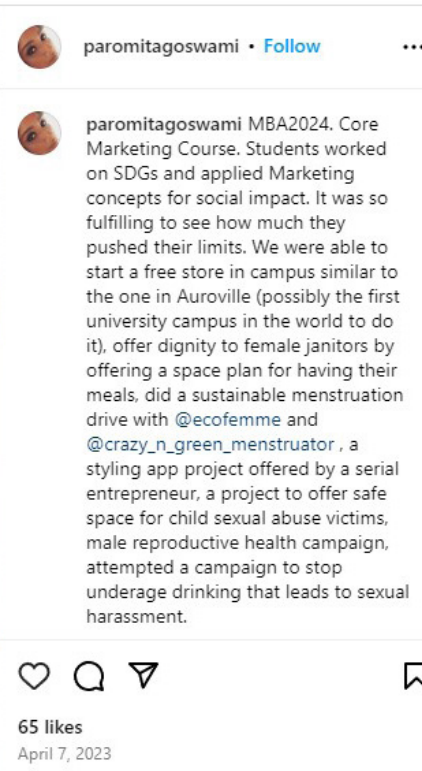 paromitagoswami • Follow
paromitagoswami MBA2024. Core
Marketing Course. Students worked
on SDGs and applied Marketing
concepts for social impact. It was so
fulfilling to see how much they
pushed their limits. We were able to
start a free store in campus similar to
the one in Auroville (possibly the first
university campus in the world to do
it), offer dignity to female janitors by
offering a space plan for having their
meals, did a sustainable menstruation
drive with @ecofemme and
@crazy_n_green_menstruator , a
styling app project offered by a serial
entrepreneur, a project to offer safe
space for child sexual abuse victims,
male reproductive health campaign,
attempted a campaign to stop
underage drinking that leads to sexual
harassment.
65 likes
April 7, 2023